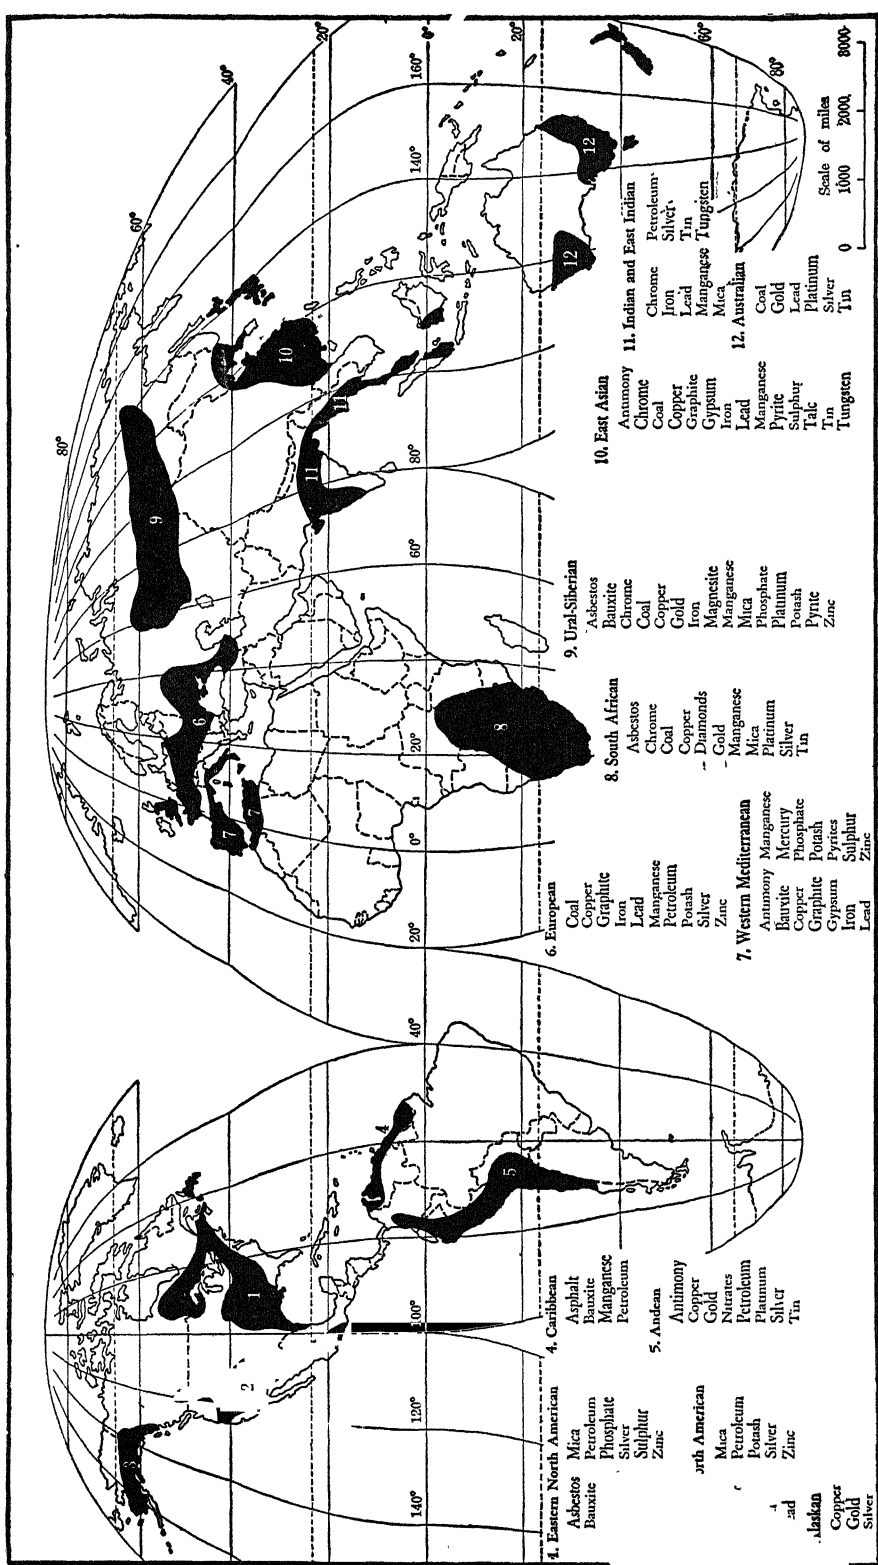 80°
60°
40°
20°
0°
20°
60°
80°
140°
120°
100°
40°
20°
0°
20°
60°
80°
140°
160°
1
2
3
4
5
6
7
7
8
9
10
11
11
12
12
1. Eastern North American
Asbestos
Bauxite
Mica
Petroleum
Phosphate
Silver
Sulphur
Zinc
rth American
Mica
Petroleum
Potash
Silver
Zinc
ad
laskan
Copper
Gold
Silver
4. Caribbean
Asphalt
Bauxite
Manganese
Petroleum
5. Andean
Antimony
Copper
Gold
Nitrates
Petroleum
Platinum
Silver
Tin
6. European
Coal
Copper
Graphite
Iron
Lead
Manganese
Petroleum
Potash
Silver
Zinc
7. Western Mediterranean
Antimony
Bauxite
Copper
Graphite
Gypsum
Iron
Lead
Manganese
Mercury
Phosphate
Potash
Pyrites
Sulphur
Zinc
8. South African
Asbestos
Chrome
Coal
Copper
Diamonds
Gold
Manganese
Mica
Platinum
Silver
Tin
9. Ural-Siberian
Asbestos
Bauxite
Chrome
Coal
Copper
Gold
Iron
Magnesite
Manganese
Mica
Phosphate
Platinum
Potash
Pyrite
Zinc
10. East Asian
Antumony
Chrome
Coal
Copper
Graphite
Gypsum
Iron
Lead
Manganese
Pyrite
Sulphur
Talc
Tin
Tungsten
11. Indian and East Indian
Chrome
Iron
Lead
Manganese
Mica
Petroleum
Silver
Tin
Tungsten
12. Australian
Coal
Gold
Lead
Platinum
Silver
Tin
Scale of miles
0 1000 2000 3000